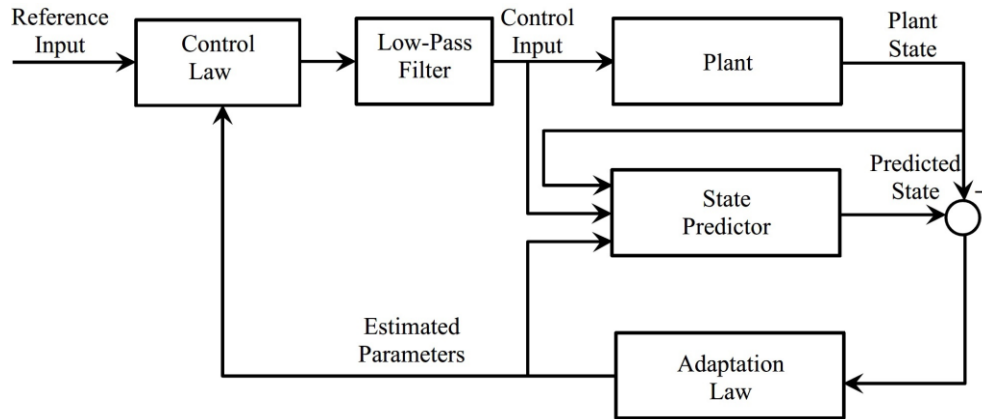 Reference
Input
Control
Law
Low-Pass
Filter
Control
Input
Plant
Plant
State
State
Predictor
Predicted
State
-
Estimated
Parameters
Adaptation
Law